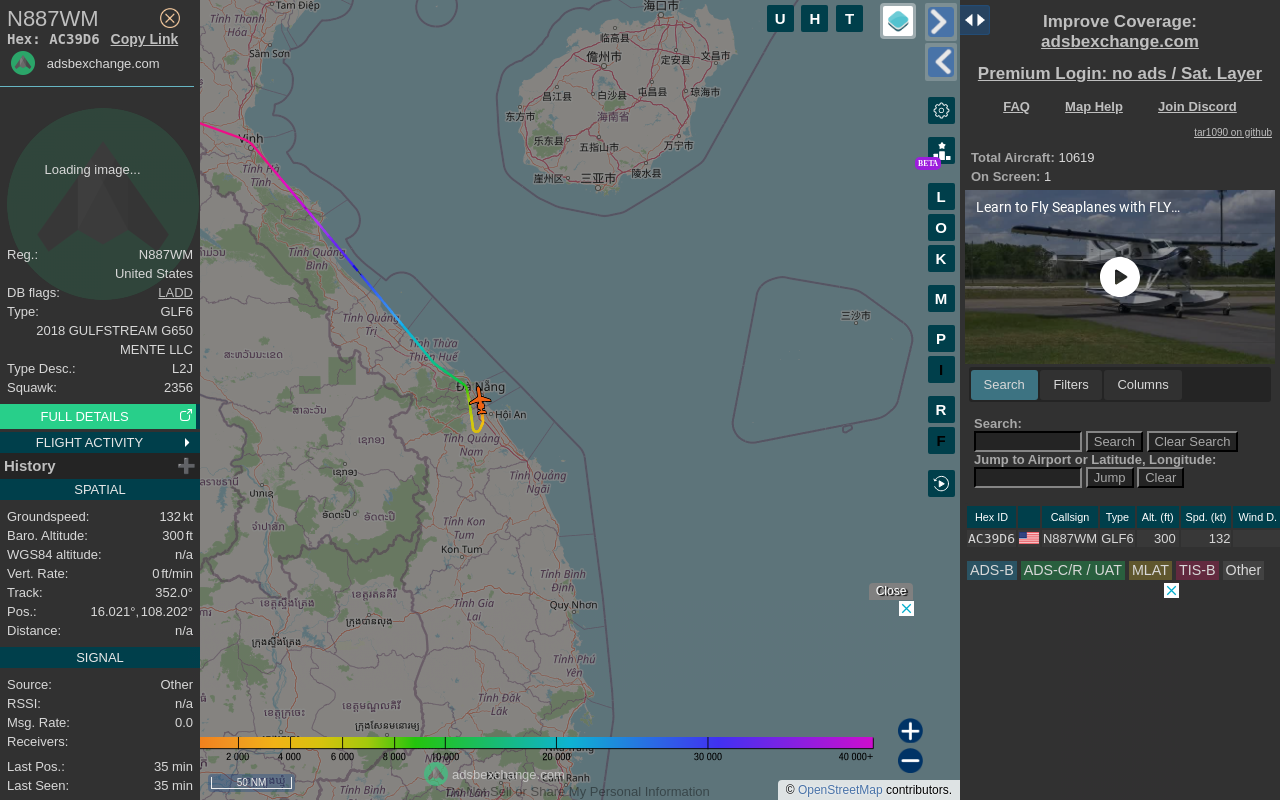 N887WM
Hex: AC39D6 Copy Link
adsbexchange.com
Loading image...
Reg.: N887WM
United States
DB flags: LADD
Type: GLF6
2018 GULFSTREAM G650
MENTE LLC
Type Desc.: L2J
Squawk: 2356
FULL DETAILS
FLIGHT ACTIVITY
History
SPATIAL
Groundspeed: 132 kt
Baro. Altitude: 300 ft
WGS84 altitude: n/a
Vert. Rate: 0 ft/min
Track: 352.0°
Pos.: 16.021°, 108.202°
Distance: n/a
SIGNAL
Source: Other
RSSI: n/a
Msg. Rate: 0.0
Receivers:
Last Pos.: 35 min
Last Seen: 35 min
Tam Điệp
Tỉnh Thanh
Hóa
Sầm Sơn
Vinh
Tỉnh Hà
Tĩnh
Tỉnh Quảng
Bình
Tỉnh Quảng
Trị
Tỉnh Thừa
Thiên Huế
Đà Nẵng
Hội An
Tỉnh Quảng
Nam
Tỉnh Quảng
Ngãi
Tỉnh Kon
Tum
Kon Tum
Tỉnh Bình
Định
Quy Nhơn
Tỉnh Gia
Lai
Tỉnh Phú
Yên
Tỉnh Đắk
Lắk
海口市
临高县
儋州市
定安县
文昌市
昌江县
白沙县
屯昌县
琼海市
东方市
海南省
乐东县
五指山市
万宁市
崖州区
三亚市
陵水县
三沙市
U H T
BETA
L
O
K
M
P
I
R
F
Close
2 000 4 000 6 000 8 000 10 000 20 000 30 000 40 000+
50 NM
adsbexchange.com
Do Not Sell or Share My Personal Information
© OpenStreetMap contributors.
Improve Coverage:
adsbexchange.com
Premium Login: no ads / Sat. Layer
FAQ Map Help Join Discord
tar1090 on github
Total Aircraft: 10619
On Screen: 1
Learn to Fly Seaplanes with FLY…
Search Filters Columns
Search:
Search Clear Search
Jump to Airport or Latitude, Longitude:
Jump Clear
Hex ID Callsign Type Alt. (ft) Spd. (kt) Wind D.
AC39D6 N887WM GLF6 300 132
ADS-B ADS-C/R / UAT MLAT TIS-B Other